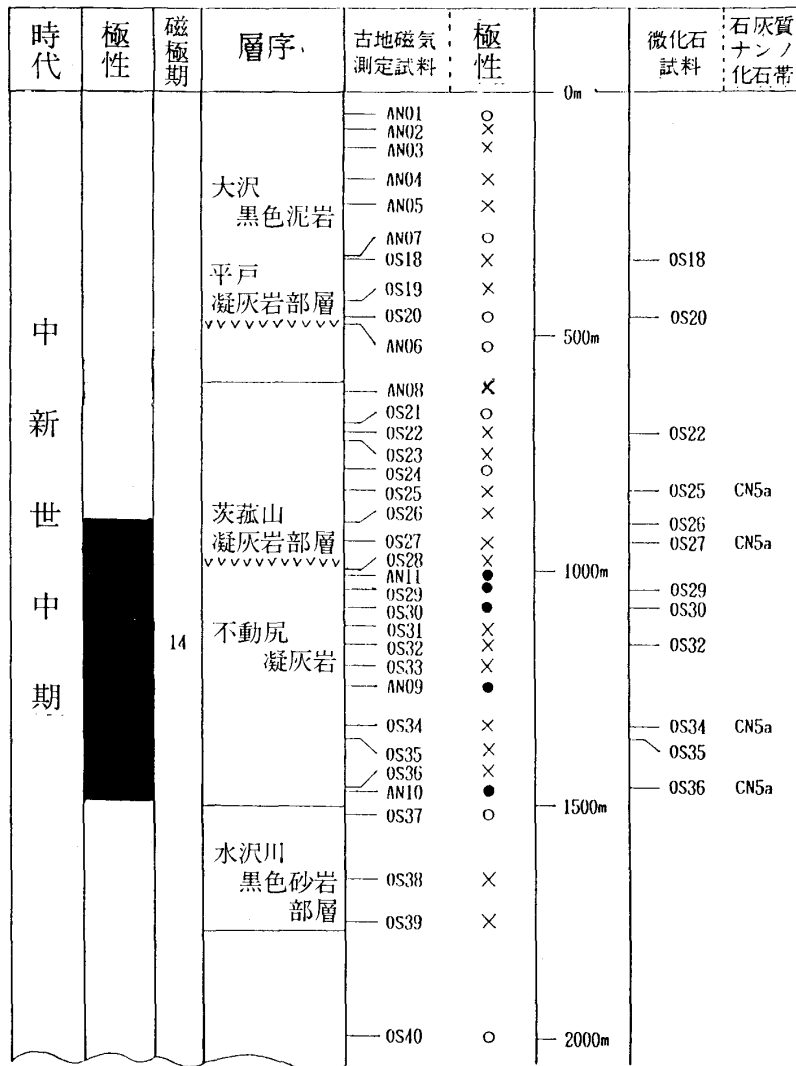 時代 極性 磁極期 層序 古地磁気測定試料 極性 微化石試料 石灰質ナンノ化石帯
0m
AN01 ○
AN02 ×
AN03 ×
AN04 ×
大沢
黒色泥岩
AN05 ×
AN07 ○
OS18 × OS18
平戸
凝灰岩部層
OS19 ×
OS20 ○ OS20
500m
AN06 ○
AN08 ×
OS21 ○
OS22 × OS22
OS23 ×
OS24 ○
OS25 × OS25 CN5a
茨菰山
凝灰岩部層
OS26 × OS26
OS27 × OS27 CN5a
OS28 ×
1000m
AN11 ●
OS29 ● OS29
OS30 ● OS30
不動尻
凝灰岩
OS31 ×
14
OS32 × OS32
OS33 ×
AN09 ●
OS34 × OS34 CN5a
OS35 × OS35
OS36 × OS36 CN5a
AN10 ●
1500m
OS37 ○
水沢川
黒色砂岩
部層
OS38 ×
OS39 ×
OS40 ○ 2000m
中新世中期